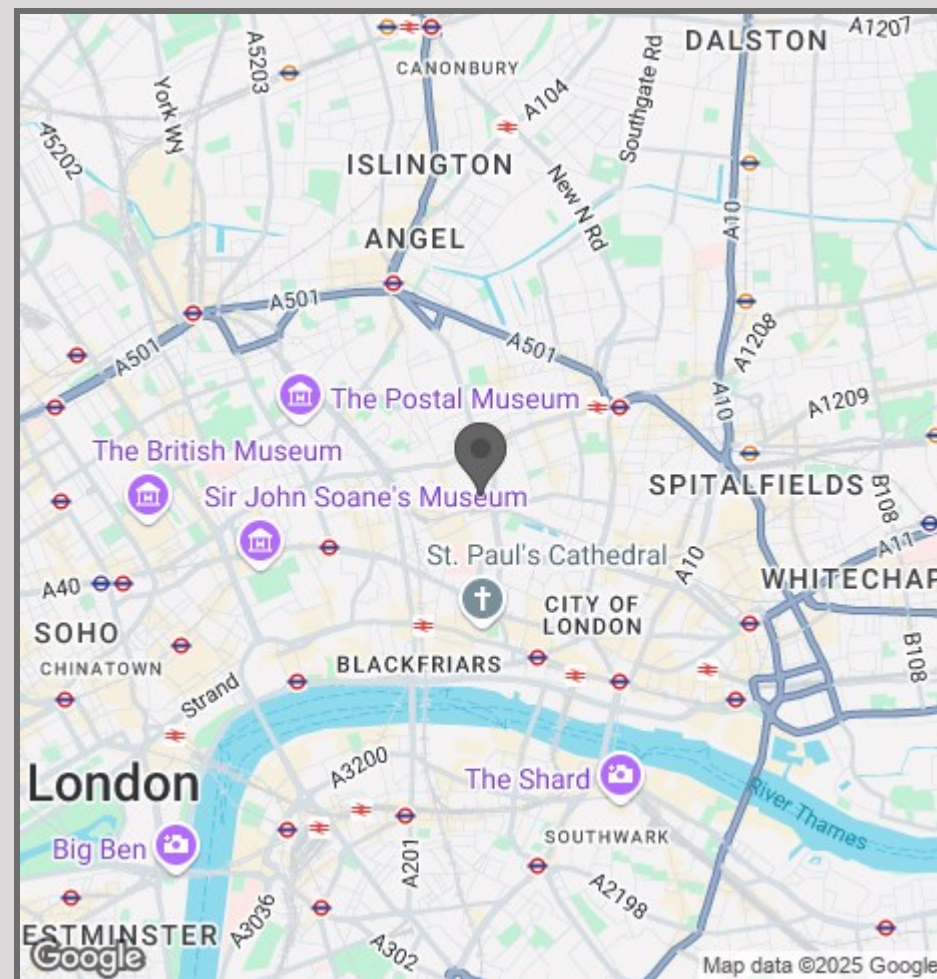 DALSTON
A1207
A5203
CANONBURY
A104
Southgate Rd
York Wy
A5202
ISLINGTON
New N Rd
ANGEL
A10
A501
A501
A501
A1208
The Postal Museum
A10
A1209
The British Museum
SPITALFIELDS
B108
Sir John Soane's Museum
A11
St. Paul's Cathedral
A10
A40
WHITECHAP
CITY OF
LONDON
SOHO
CHINATOWN
BLACKFRIARS
B108
Strand
A3200
London
The Shard
River Thames
Big Ben
SOUTHWARK
A201
A2198
A3036
ESTMINSTER
A302
Google
Map data ©2025 Google